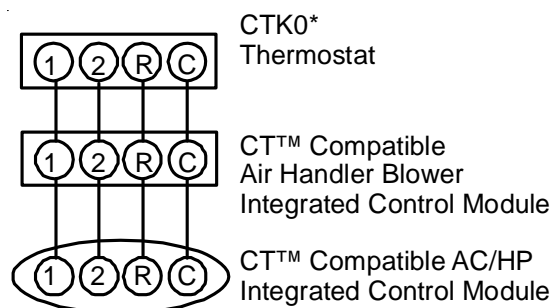 CTK0*
Thermostat
1 2 R C
CT™ Compatible
Air Handler Blower
Integrated Control Module
1 2 R C
CT™ Compatible AC/HP
Integrated Control Module
1 2 R C